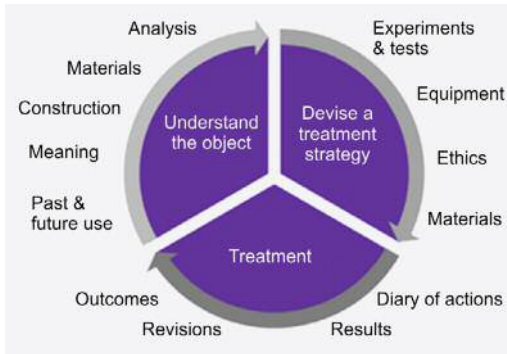 Analysis
Materials
Construction
Meaning
Past &
future use
Understand
the object
Experiments
& tests
Equipment
Ethics
Materials
Devise a
treatment
strategy
Treatment
Diary of actions
Results
Revisions
Outcomes